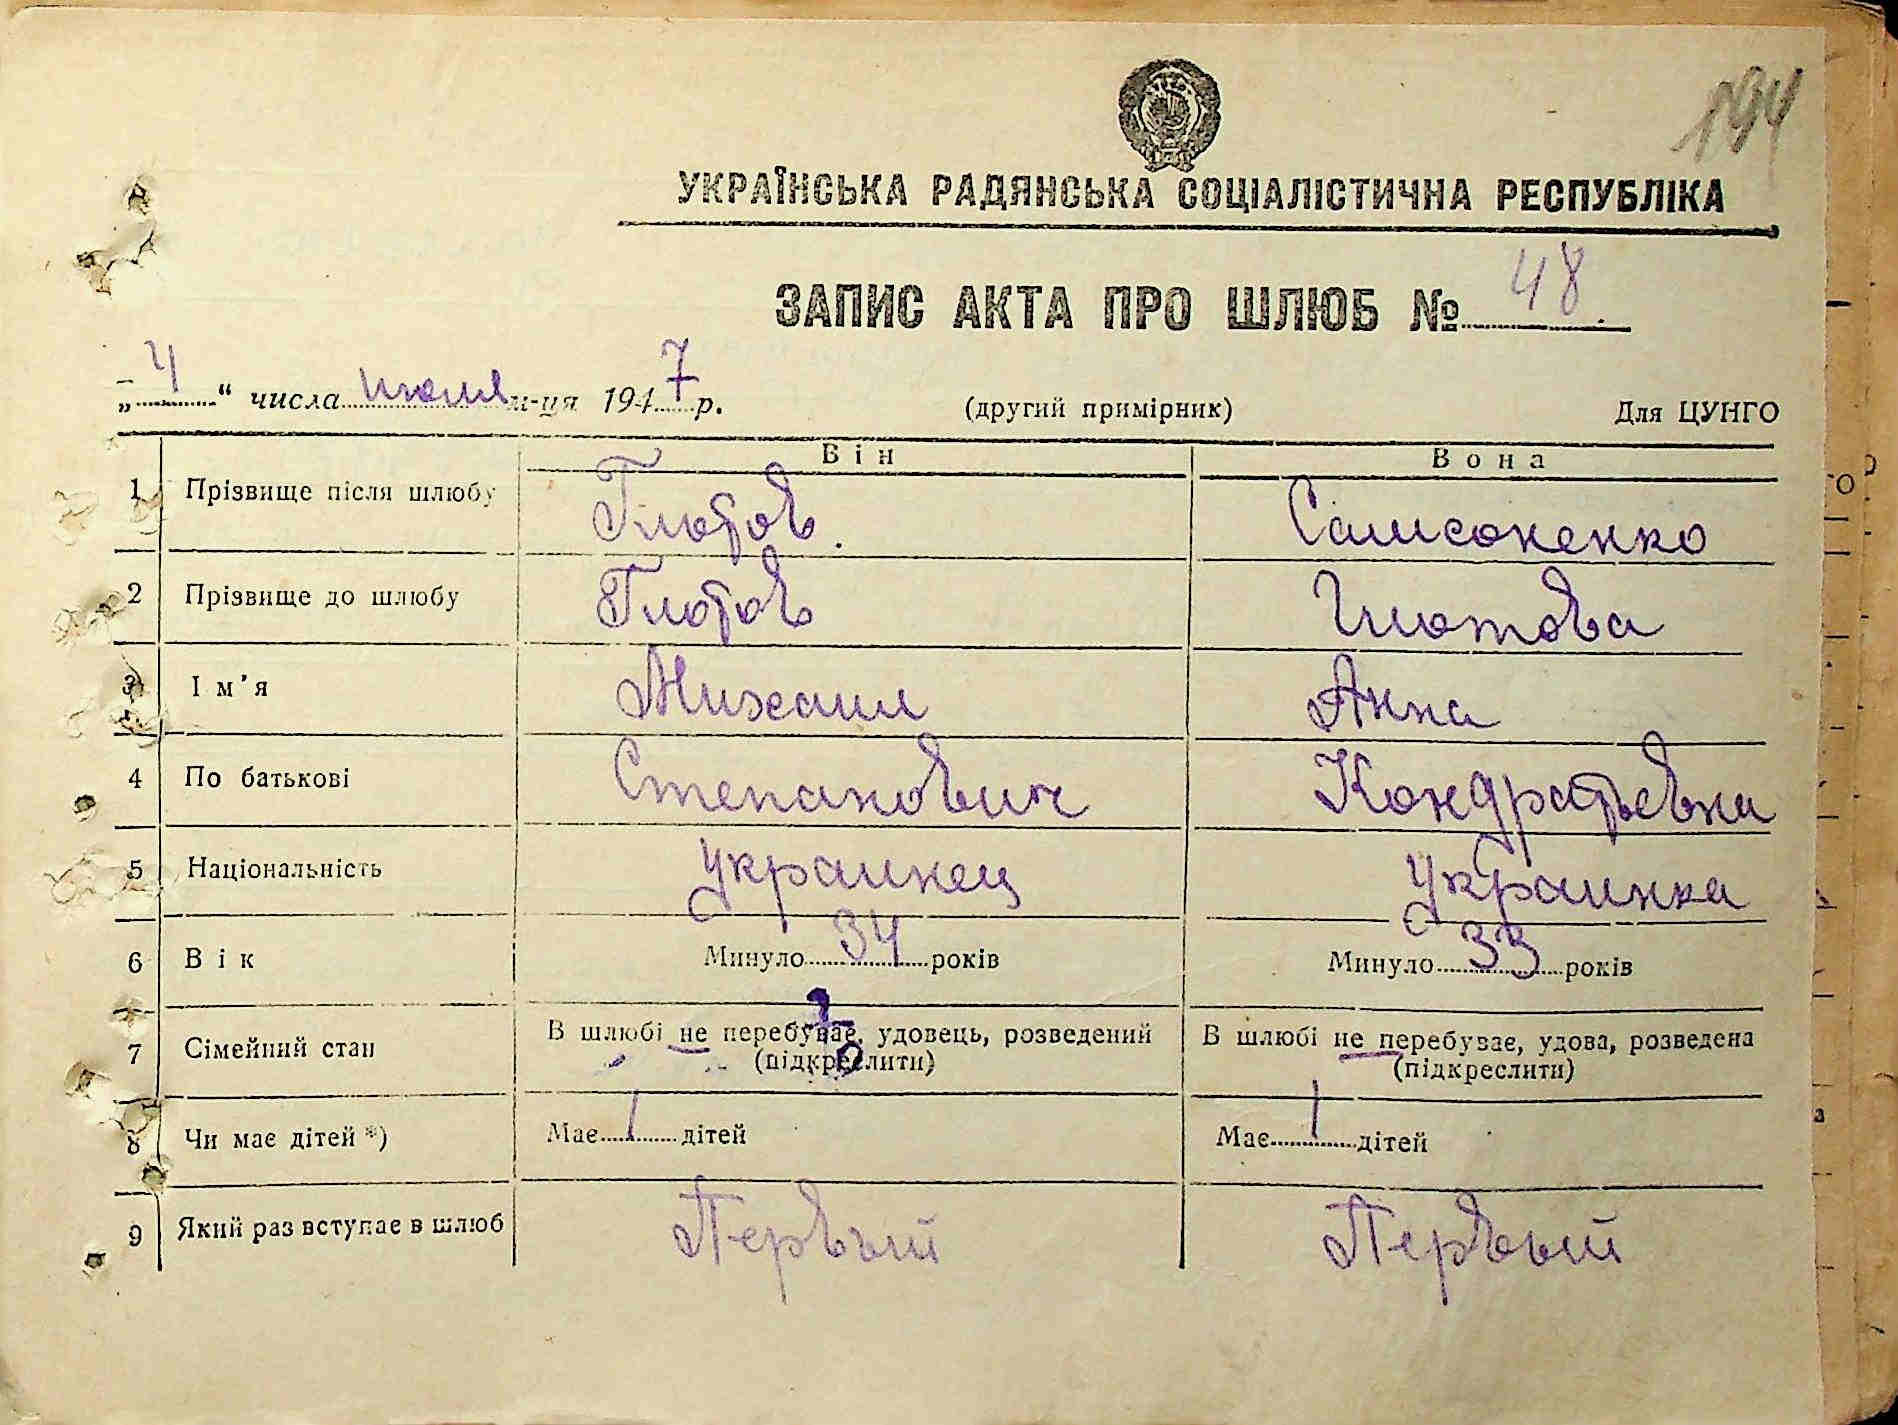 194
УКРАЇНСЬКА РАДЯНСЬКА СОЦІАЛІСТИЧНА РЕСПУБЛІКА
ЗАПИС АКТА ПРО ШЛЮБ № 48.
„4“ числа июля м-ця 1947 р. (другий примірник) Для ЦУНГО
Він Вона
1 Прізвище після шлюбу Глотов. Самсоненко
2 Прізвище до шлюбу Глотов Глотова
3 Ім'я Михаил Анна
4 По батькові Степанович Кондратьевна
5 Національність украинец украинка
6 Вік Минуло 34 років Минуло 33 років
7 Сімейний стан В шлюбі не перебуває, удовець, розведений (підкреслити) В шлюбі не перебуває, удова, розведена (підкреслити)
8 Чи має дітей *) Має 1 дітей Має 1 дітей
9 Який раз вступає в шлюб Первый Первый